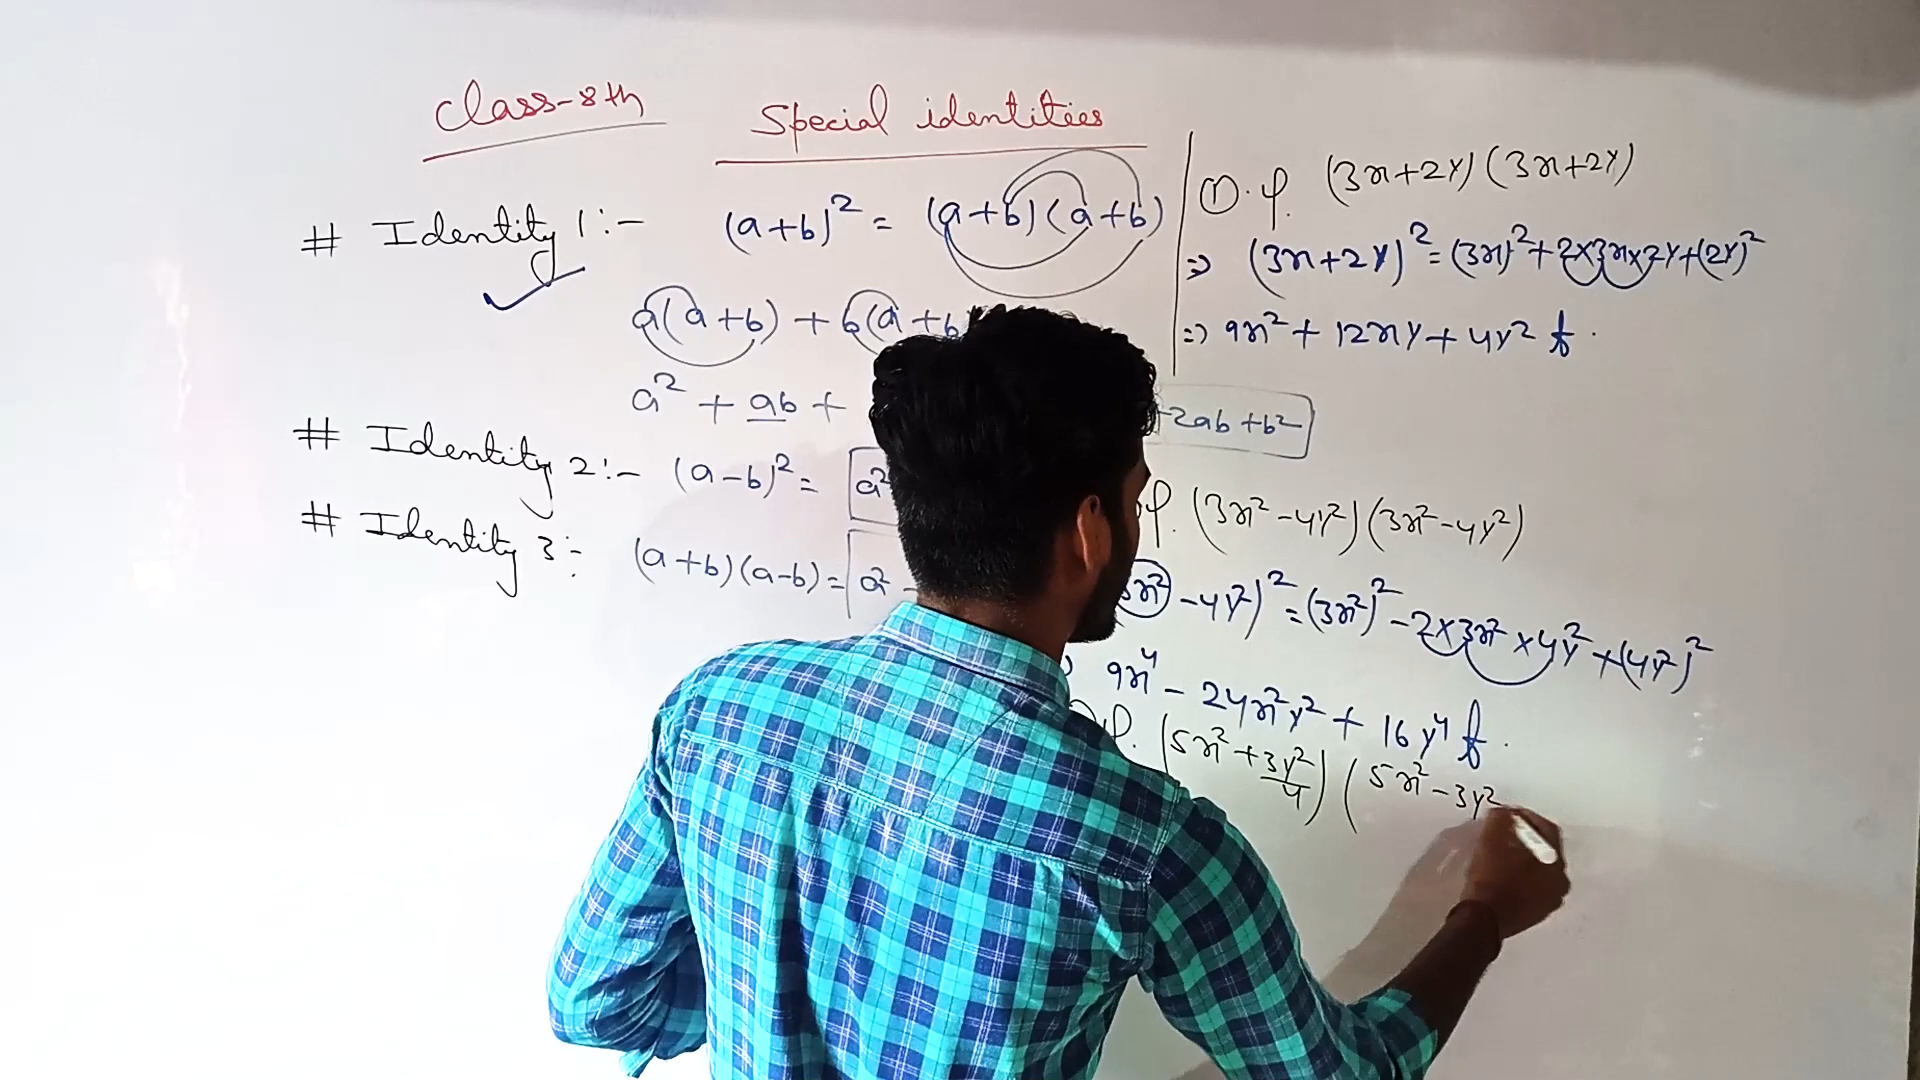 Class-8th Special identities
# Identity 1:- (a+b)² = (a+b)(a+b)
a(a+b) + b(a+b
a² + ab +
+2ab+b²
# Identity 2:- (a-b)² = a²
# Identity 3:- (a+b)(a-b) = a² -
①.φ. (3x+2y)(3x+2y)
⇒ (3x+2y)² = (3x)² + 2×3x×2y+(2y)²
⇒ 9x² + 12xy + 4y²
φ. (3x²-4y²)(3x²-4y²)
3x² - 4y²)² = (3x²)² - 2×3x²×4y² + (4y²)²
9x⁴ - 24x²y² + 16y⁴
φ. (5x² + 3y²/4)(5x² - 3y²